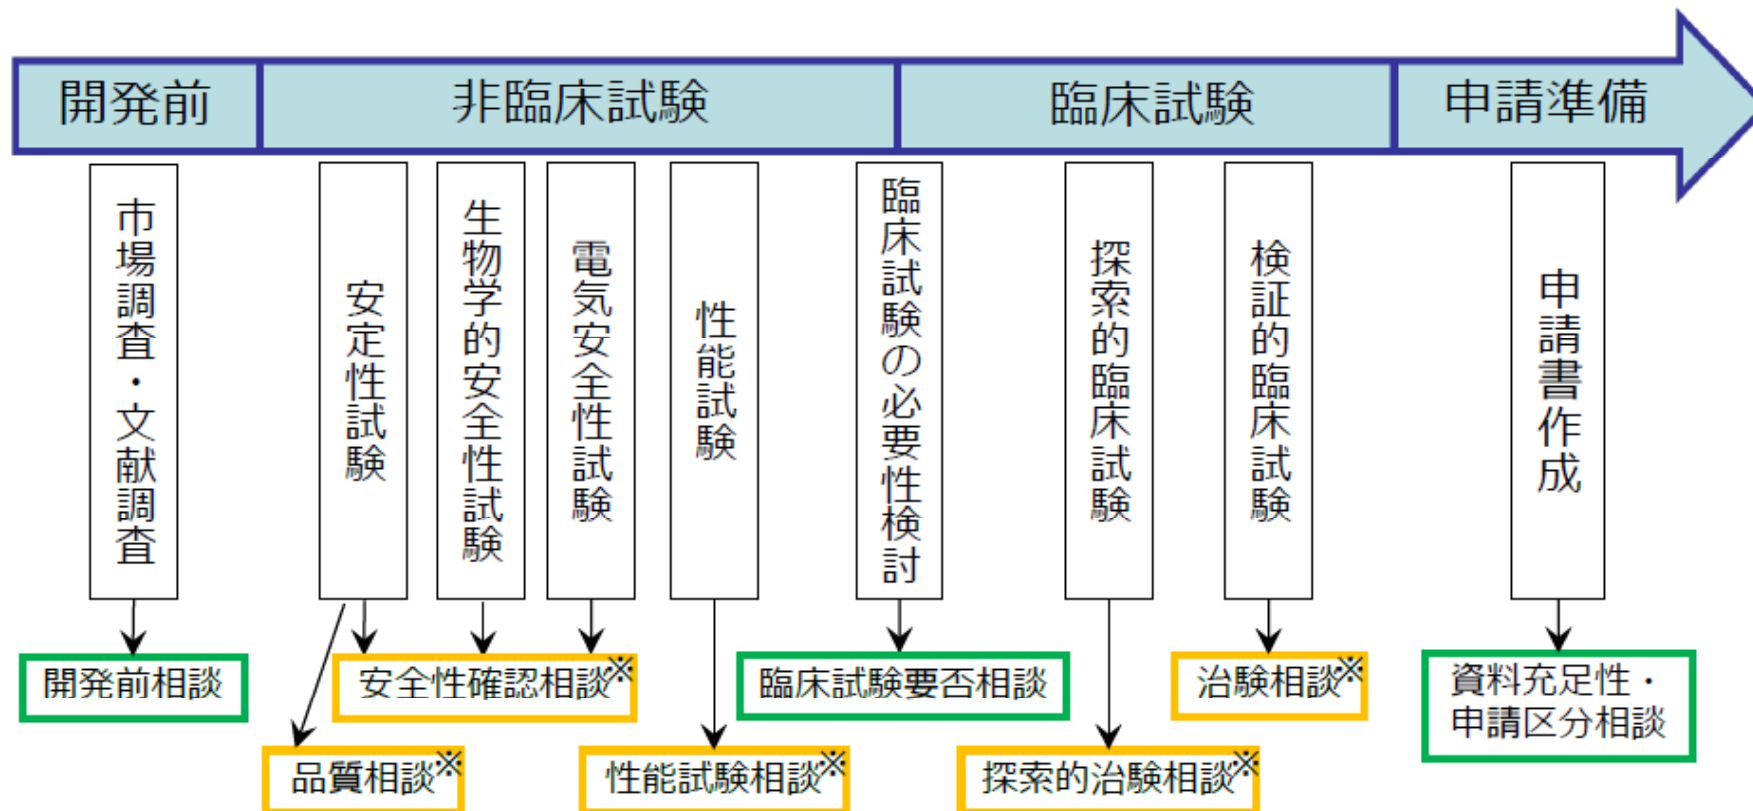 開発前
非臨床試験
臨床試験
申請準備
市場調査・文献調査
安定性試験
生物学的安全性試験
電気安全性試験
性能試験
臨床試験の必要性検討
探索的臨床試験
検証的臨床試験
申請書作成
開発前相談
安全性確認相談※
臨床試験要否相談
治験相談※
資料充足性・
申請区分相談
品質相談※
性能試験相談※
探索的治験相談※